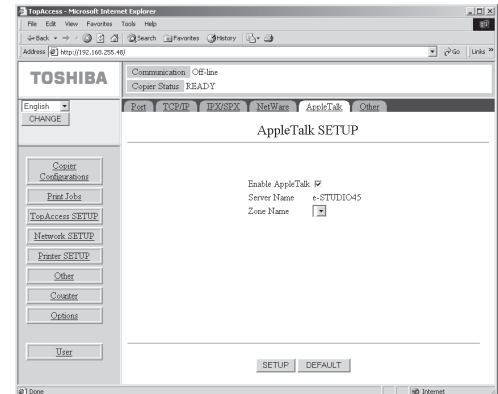 TopAccess - Microsoft Internet Explorer
File Edit View Favorites Tools Help
Back Search Favorites History
Address http://192.168.255.48/ Go Links »
TOSHIBA
Communication Off-line
Copier Status READY
English
CHANGE
Port TCP/IP IPX/SPX NetWare AppleTalk Other
AppleTalk SETUP
Copier
Configurations
Print Jobs
TopAccess SETUP
Network SETUP
Printer SETUP
Other
Counter
Options
User
Enable AppleTalk
Server Name e-STUDIO45
Zone Name
SETUP DEFAULT
Done Internet